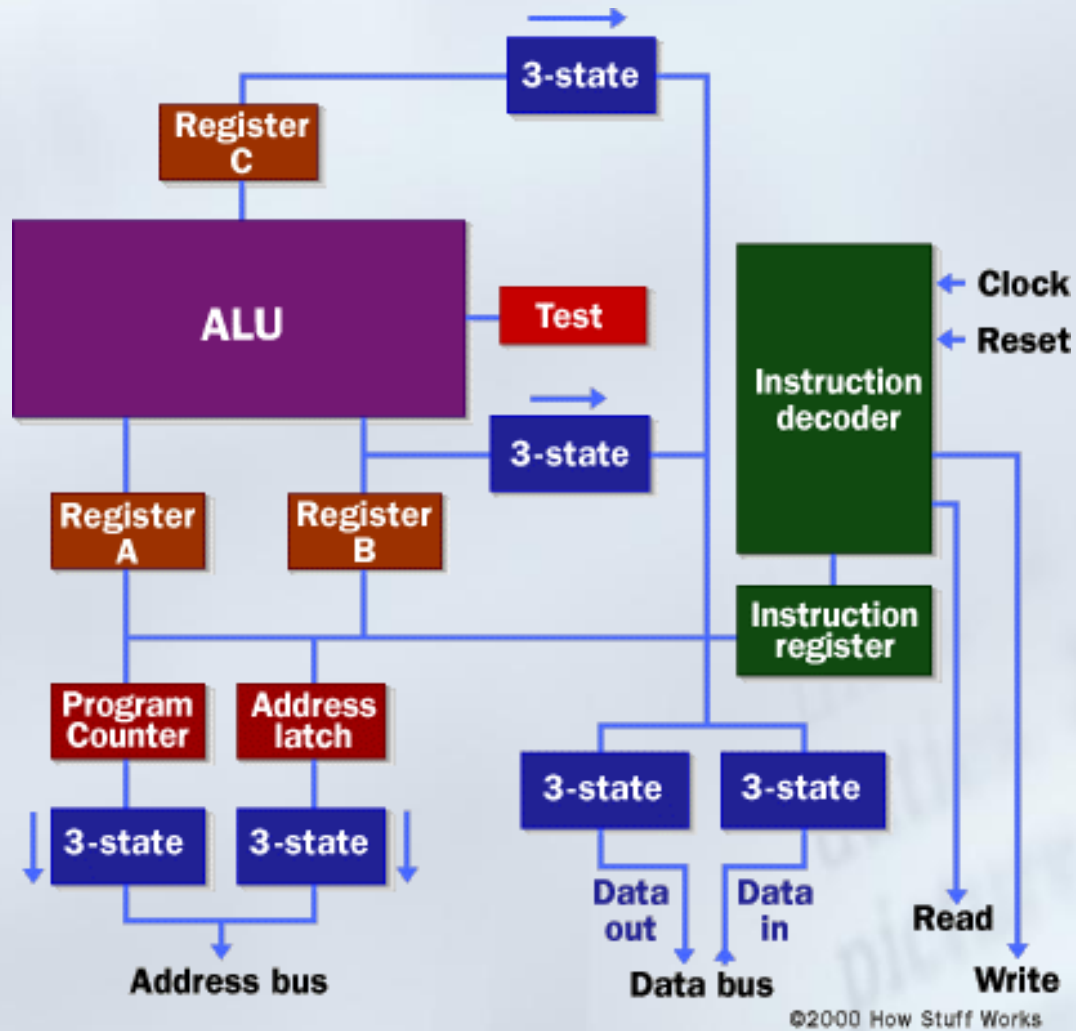 3-state
Register
C
ALU
Test
Clock
Reset
Instruction
decoder
3-state
Register
A
Register
B
Instruction
register
Program
Counter
Address
latch
3-state
3-state
3-state
3-state
Data
out
Data
in
Read
Address bus
Data bus
Write
©2000 How Stuff Works